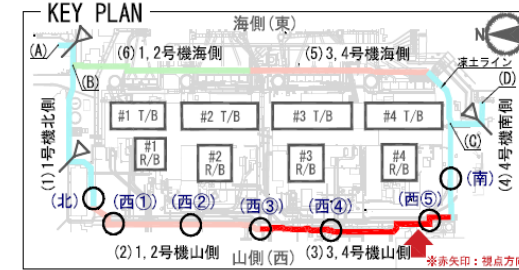 KEY PLAN
海側(東)
N
(A)
(6)1,2号機海側
(5)3,4号機海側
凍土ライン
(B)
(D)
#1 T/B
#2 T/B
#3 T/B
#4 T/B
(C)
(1)1号機北側
#1
R/B
#2
R/B
#3
R/B
#4
R/B
(4)4号機南側
(北)
(西①)
(西②)
(西③)
(西④)
(西⑤)
(南)
(2)1,2号機山側
山側(西)
(3)3,4号機山側
※赤矢印:視点方向